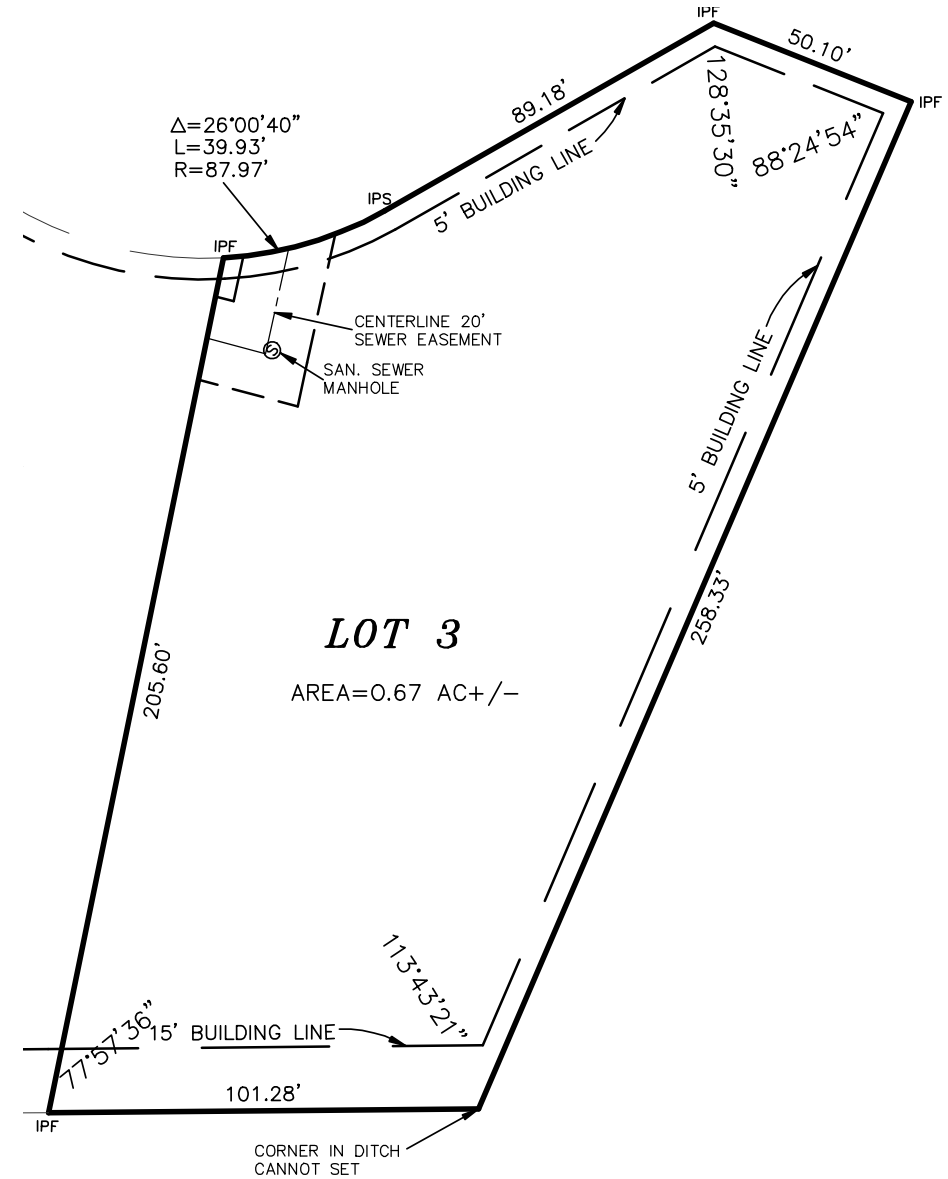 IPF
50.10’
IPF
89.18’
128°35’30”
88°24’54”
Δ=26°00’40”
L=39.93’
R=87.97’
IPS
5’ BUILDING LINE
IPF
CENTERLINE 20’
SEWER EASEMENT
S
SAN. SEWER
MANHOLE
5’ BUILDING LINE
258.33’
LOT 3
AREA=0.67 AC+/−
205.60’
113°43’21”
77°57’36”
15’ BUILDING LINE
101.28’
IPF
CORNER IN DITCH
CANNOT SET